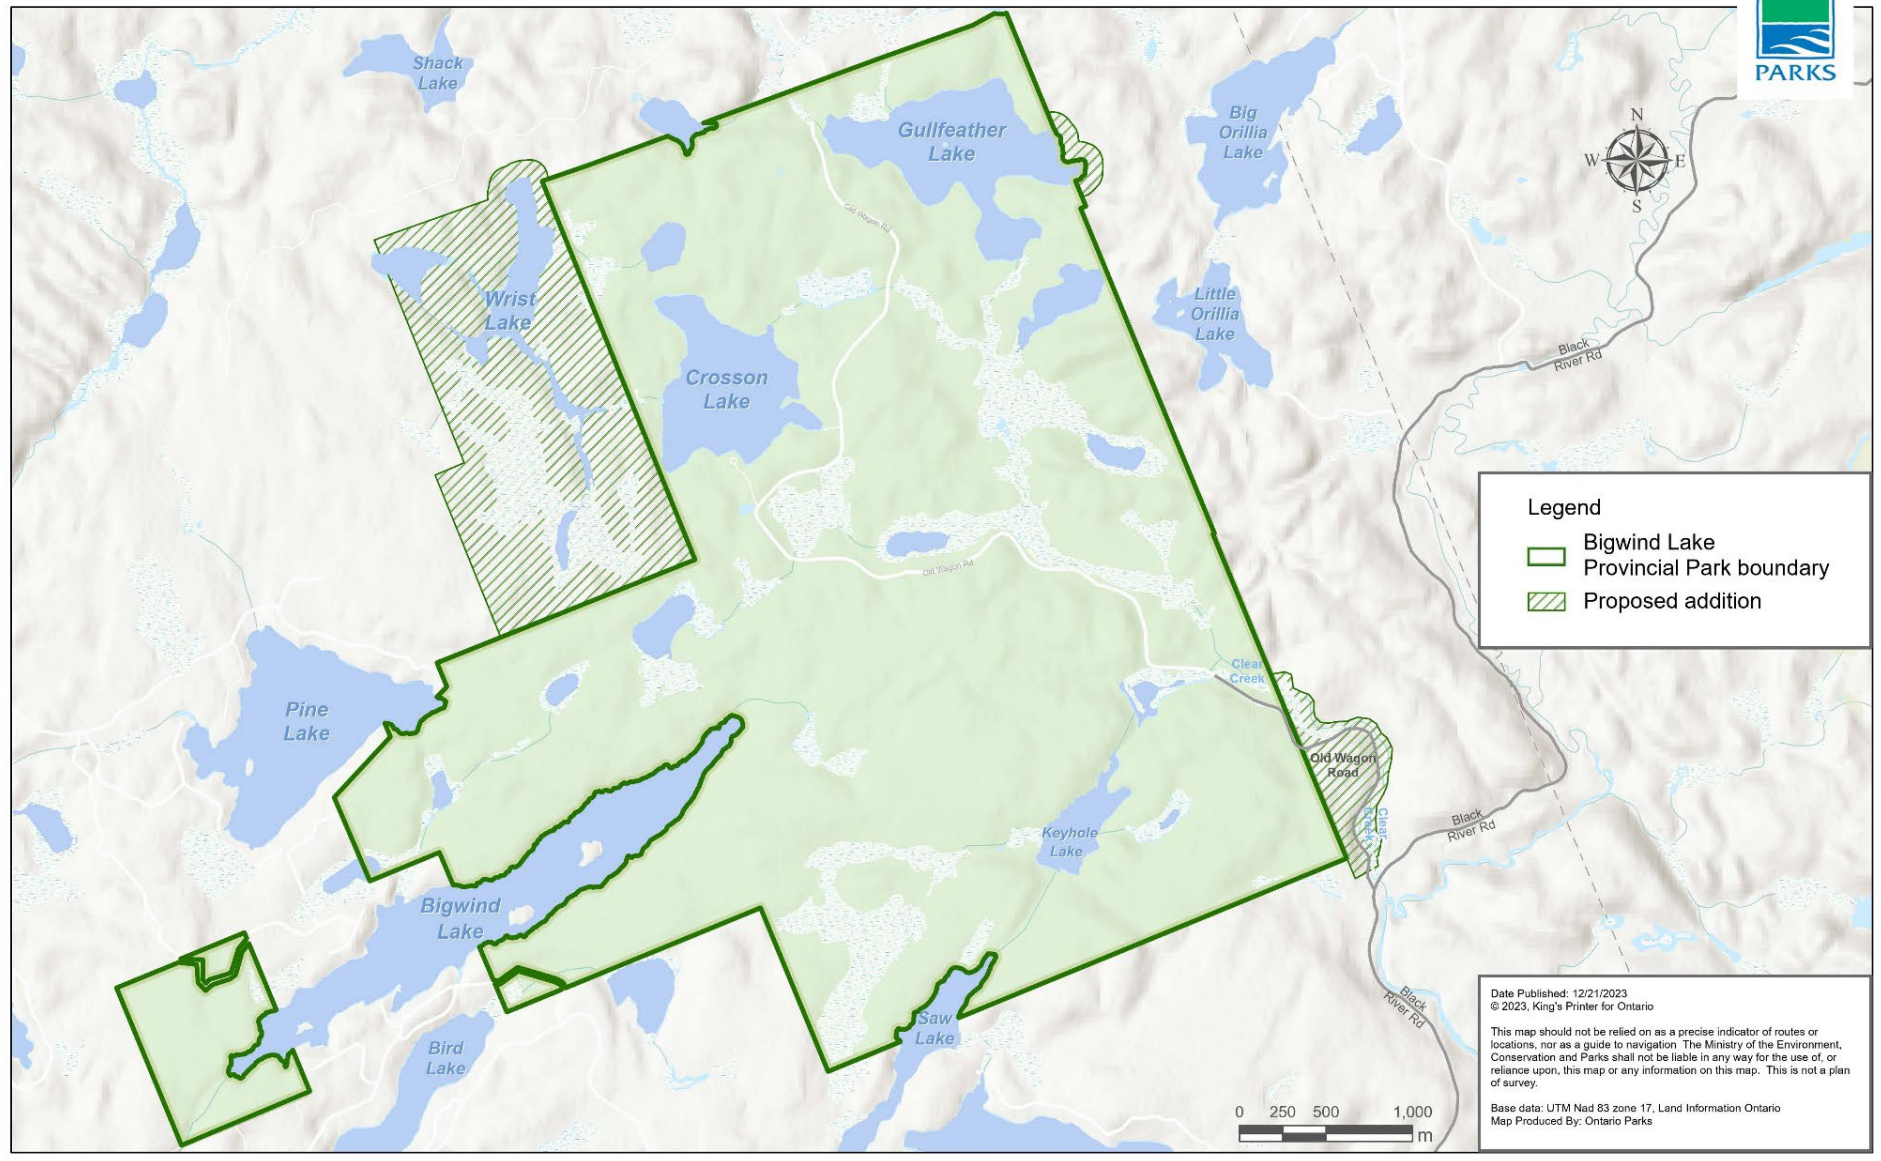 PARKS
Shack
Lake
Gullfeather
Lake
Big
Orillia
Lake
N
W E
S
Old Wagon Rd
Wrist
Lake
Little
Orillia
Lake
Black
River Rd
Crosson
Lake
Legend
Bigwind Lake
Provincial Park boundary
Proposed addition
Old Wagon Rd
Clear
Creek
Pine
Lake
Old Wagon
Road
Clear
Creek
Black
River Rd
Keyhole
Lake
Bigwind
Lake
Saw
Lake
Black
River Rd
Bird
Lake
Date Published: 12/21/2023
© 2023, King's Printer for Ontario
This map should not be relied on as a precise indicator of routes or
locations, nor as a guide to navigation The Ministry of the Environment,
Conservation and Parks shall not be liable in any way for the use of, or
reliance upon, this map or any information on this map. This is not a plan
of survey.
Base data: UTM Nad 83 zone 17, Land Information Ontario
Map Produced By: Ontario Parks
0 250 500 1,000
m